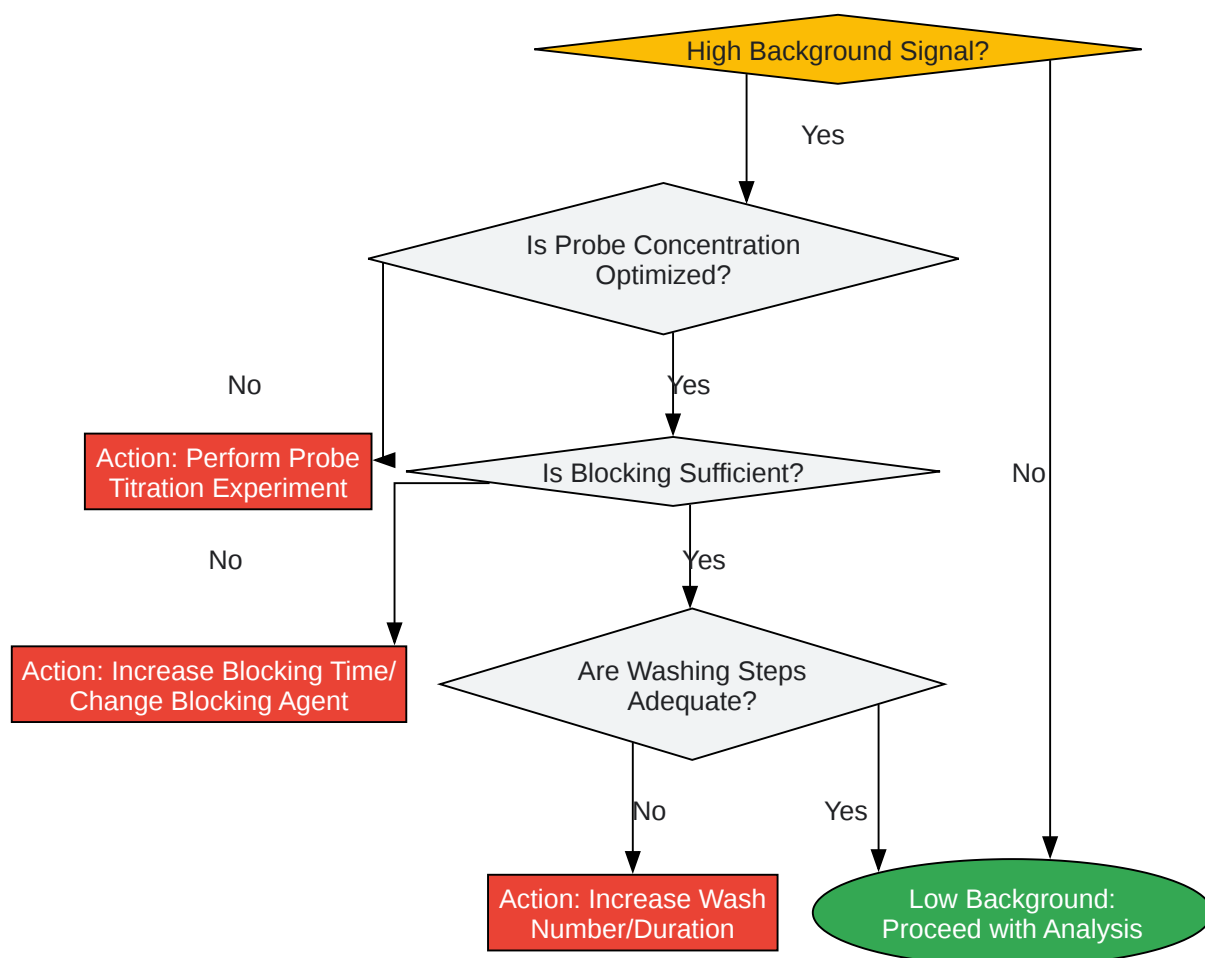 High Background Signal?
Yes
Is Probe Concentration
Optimized?
No
Yes
Action: Perform Probe
Titration Experiment
Is Blocking Sufficient?
No
No
Yes
Action: Increase Blocking Time/
Change Blocking Agent
Are Washing Steps
Adequate?
No
Yes
Action: Increase Wash
Number/Duration
Low Background:
Proceed with Analysis